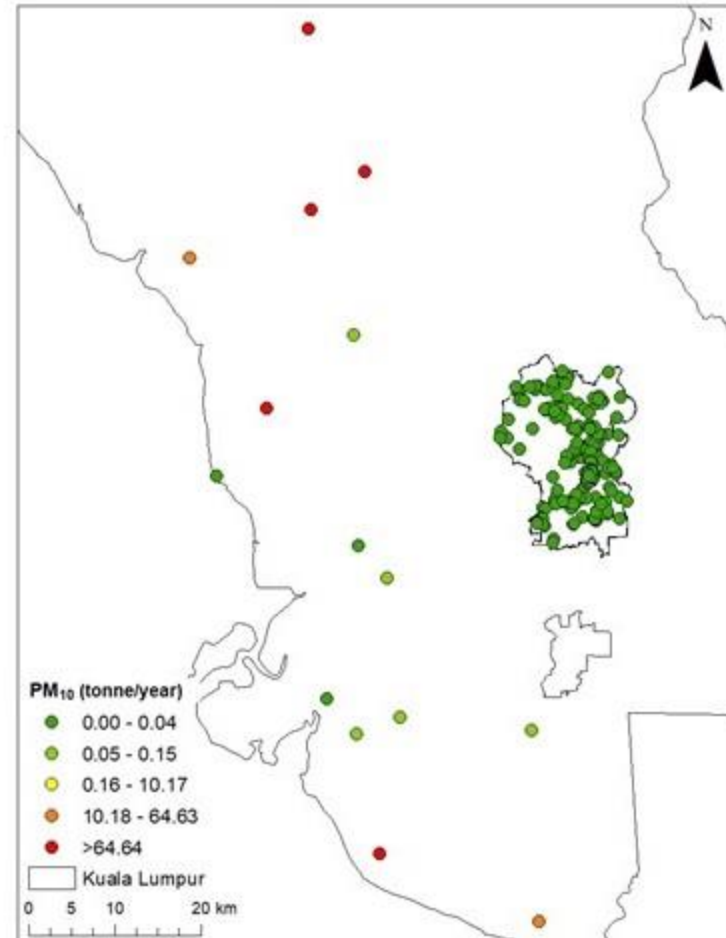 N
PM₁₀ (tonne/year)
0.00 - 0.04
0.05 - 0.15
0.16 - 10.17
10.18 - 64.63
>64.64
Kuala Lumpur
0 5 10 20 km